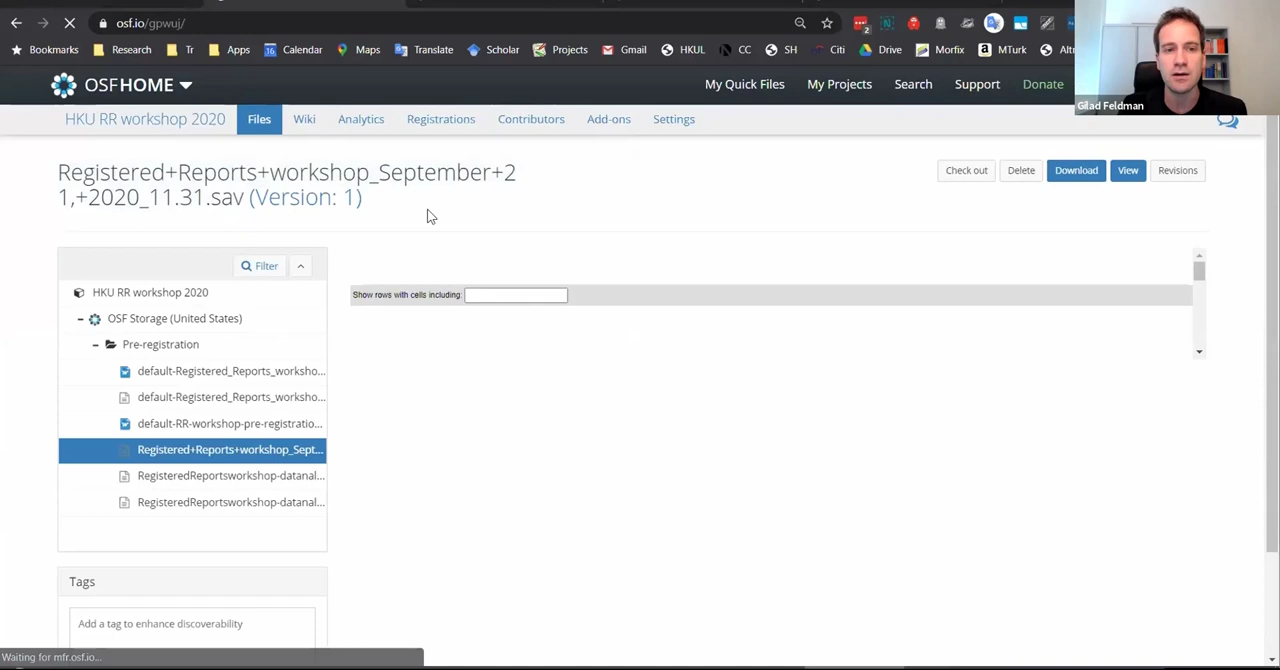 osf.io/gpwuj/
2
Bookmarks Research Tr Apps 16 Calendar Maps Translate Scholar Projects Gmail HKUL CC SH Citi Drive Morfix a MTurk
OSFHOME My Quick Files My Projects Search Support Donate
Gilad Feldman
HKU RR workshop 2020 Files Wiki Analytics Registrations Contributors Add-ons Settings
Registered+Reports+workshop_September+2
1,+2020_11.31.sav (Version: 1)
Check out Delete Download View Revisions
Filter
Show rows with cells including:
HKU RR workshop 2020
OSF Storage (United States)
Pre-registration
default-Registered_Reports_worksho...
default-Registered_Reports_worksho...
default-RR-workshop-pre-registratio...
Registered+Reports+workshop_Sept...
RegisteredReportsworkshop-datanal...
RegisteredReportsworkshop-datanal...
Tags
Add a tag to enhance discoverability
Waiting for mfr.osf.io...